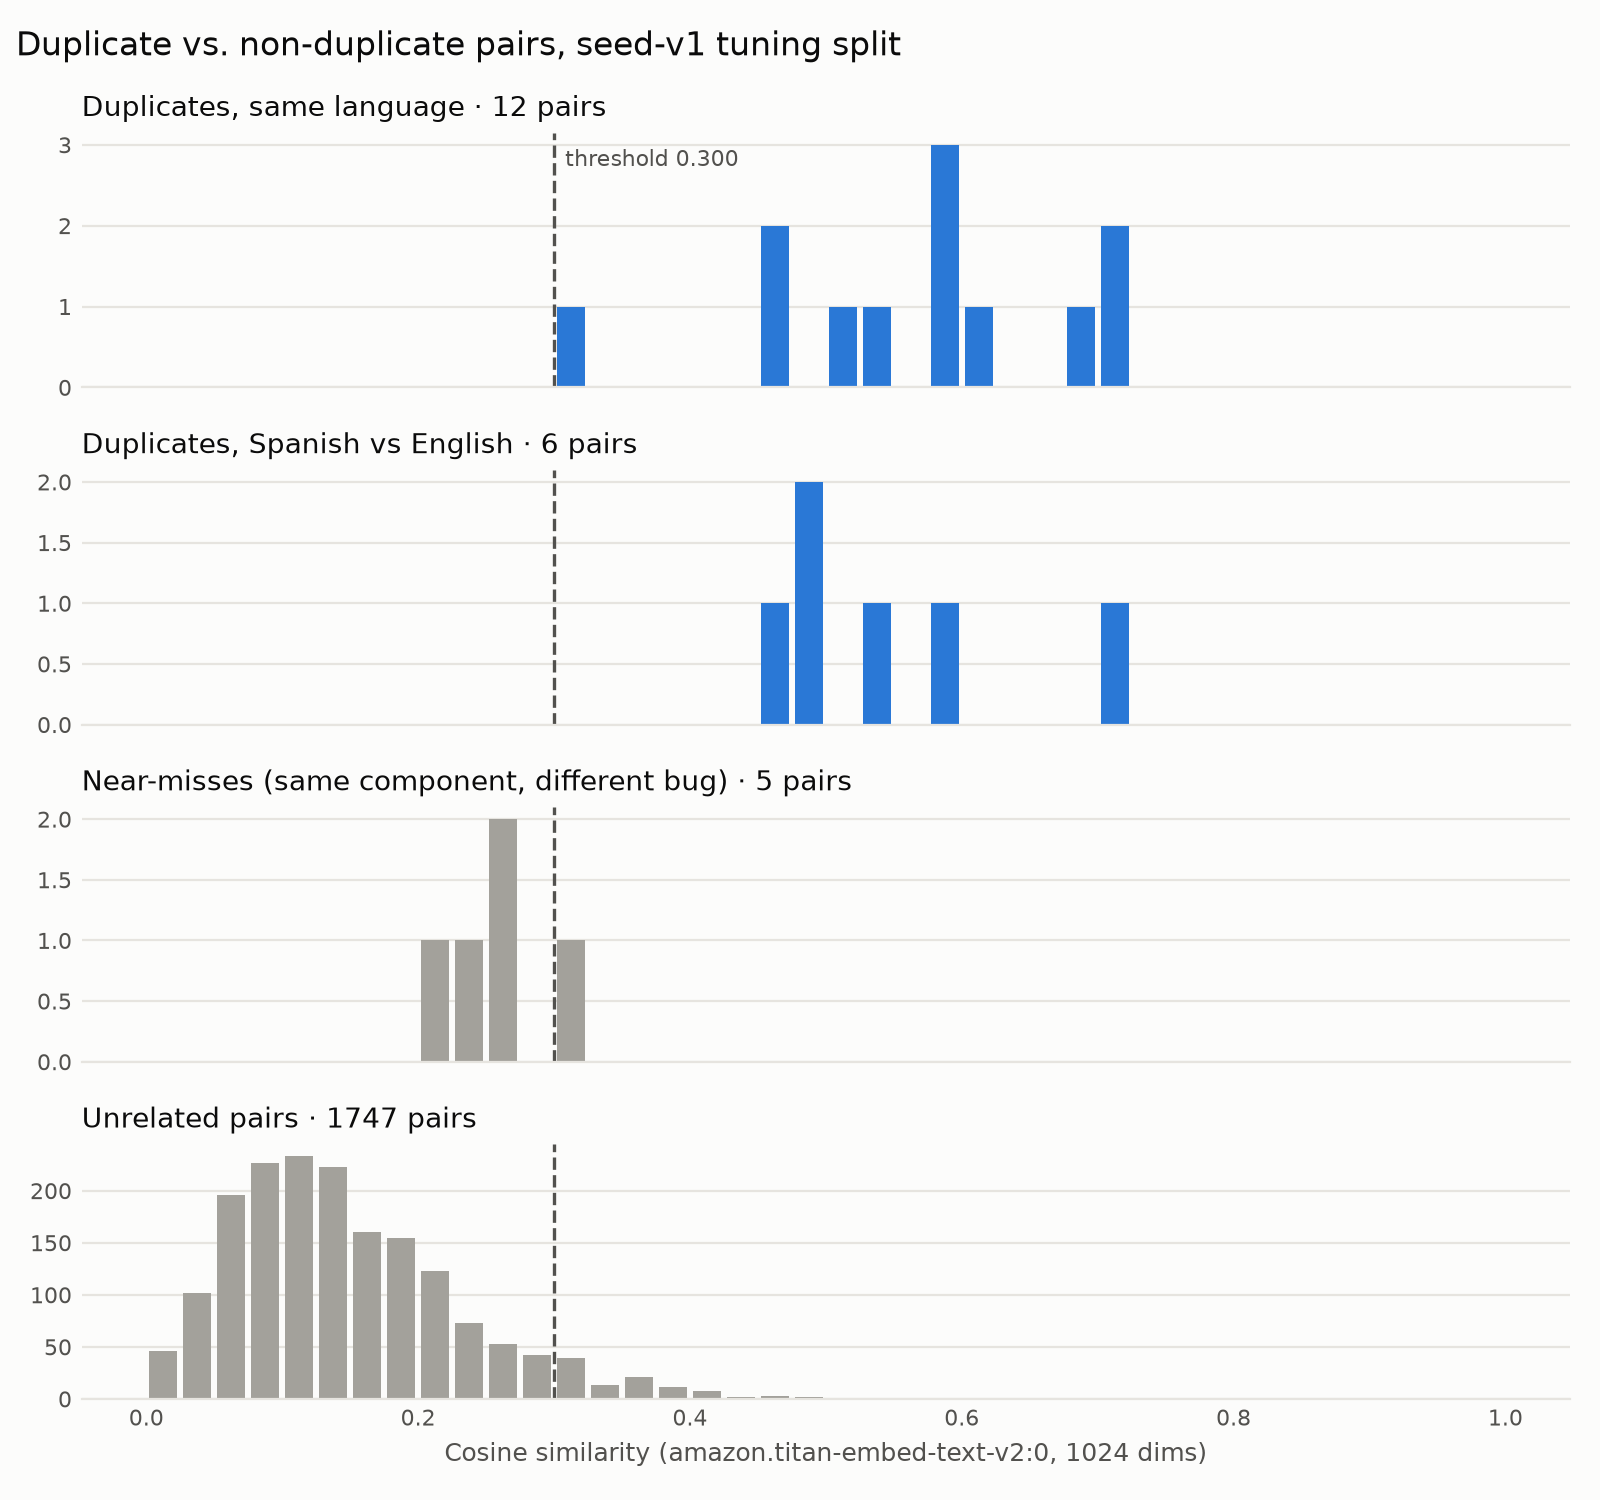 Duplicate vs. non-duplicate pairs, seed-v1 tuning split
Duplicates, same language · 12 pairs
3
threshold 0.300
2
1
0
Duplicates, Spanish vs English · 6 pairs
2.0
1.5
1.0
0.5
0.0
Near-misses (same component, different bug) · 5 pairs
2.0
1.5
1.0
0.5
0.0
Unrelated pairs · 1747 pairs
200
150
100
50
0
0.0 0.2 0.4 0.6 0.8 1.0
Cosine similarity (amazon.titan-embed-text-v2:0, 1024 dims)